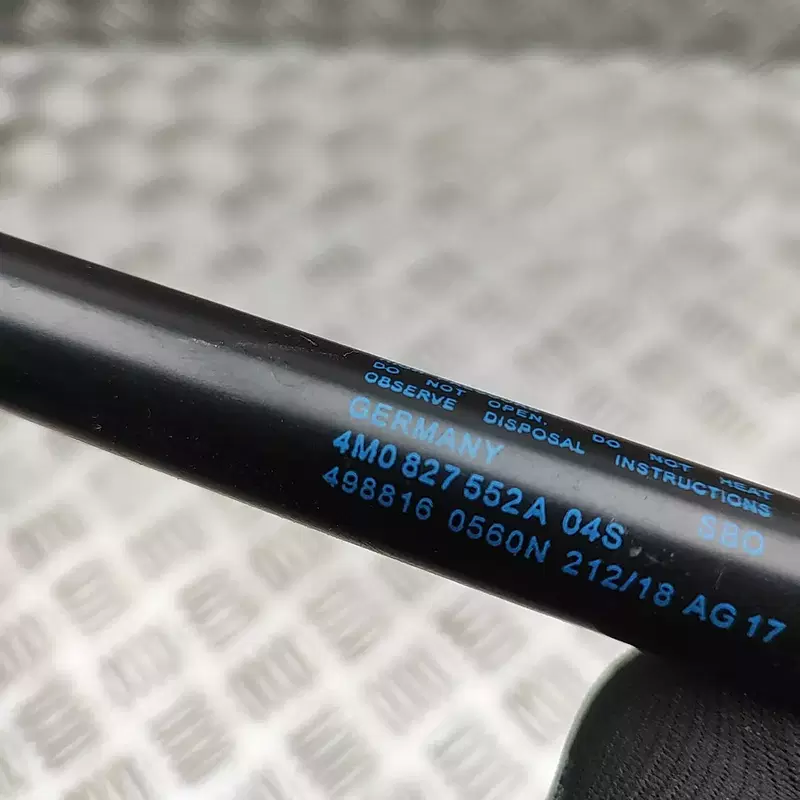 DO NOT OPEN. DO NOT HEAT
OBSERVE DISPOSAL INSTRUCTIONS
GERMANY SBO
4M0 827 552A 04S
498816 0560N 212/18 AG 17